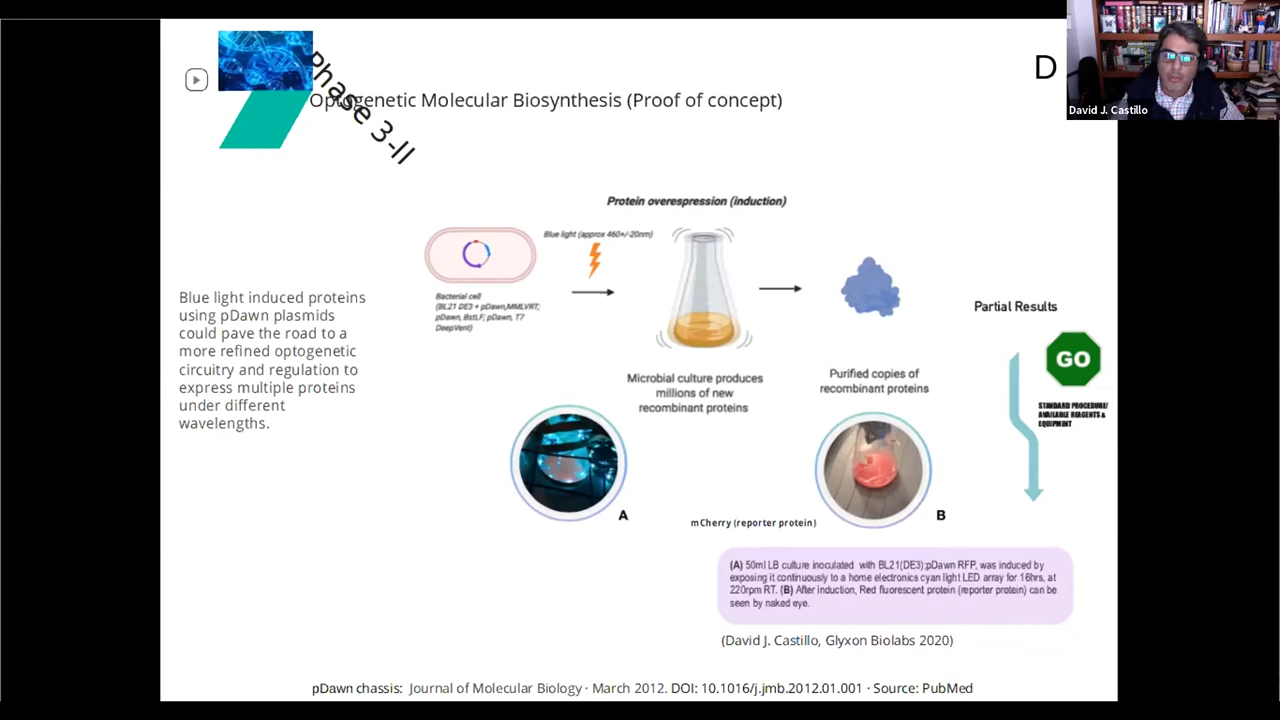 Phase 3-II
Optogenetic Molecular Biosynthesis (Proof of concept)
D
David J. Castillo
Protein overespression (induction)
Blue light (approx 460+/-20nm)
Bacterial cell
(BL21 DE3 + pDawn,MMLVRT;
pDawn, BstLF; pDawn, T7
DeepVent)
Blue light induced proteins
using pDawn plasmids
could pave the road to a
more refined optogenetic
circuitry and regulation to
express multiple proteins
under different
wavelengths.
Microbial culture produces
millions of new
recombinant proteins
Purified copies of
recombinant proteins
Partial Results
GO
STANDARD PROCEDURE/
AVAILABLE REAGENTS &
EQUIPMENT
A
B
mCherry (reporter protein)
(A) 50ml LB culture inoculated with BL21(DE3);pDawn RFP, was induced by
exposing it continuously to a home electronics cyan light LED array for 16hrs, at
220rpm RT. (B) After induction, Red fluorescent protein (reporter protein) can be
seen by naked eye.
(David J. Castillo, Glyxon Biolabs 2020)
pDawn chassis: Journal of Molecular Biology · March 2012. DOI: 10.1016/j.jmb.2012.01.001 · Source: PubMed